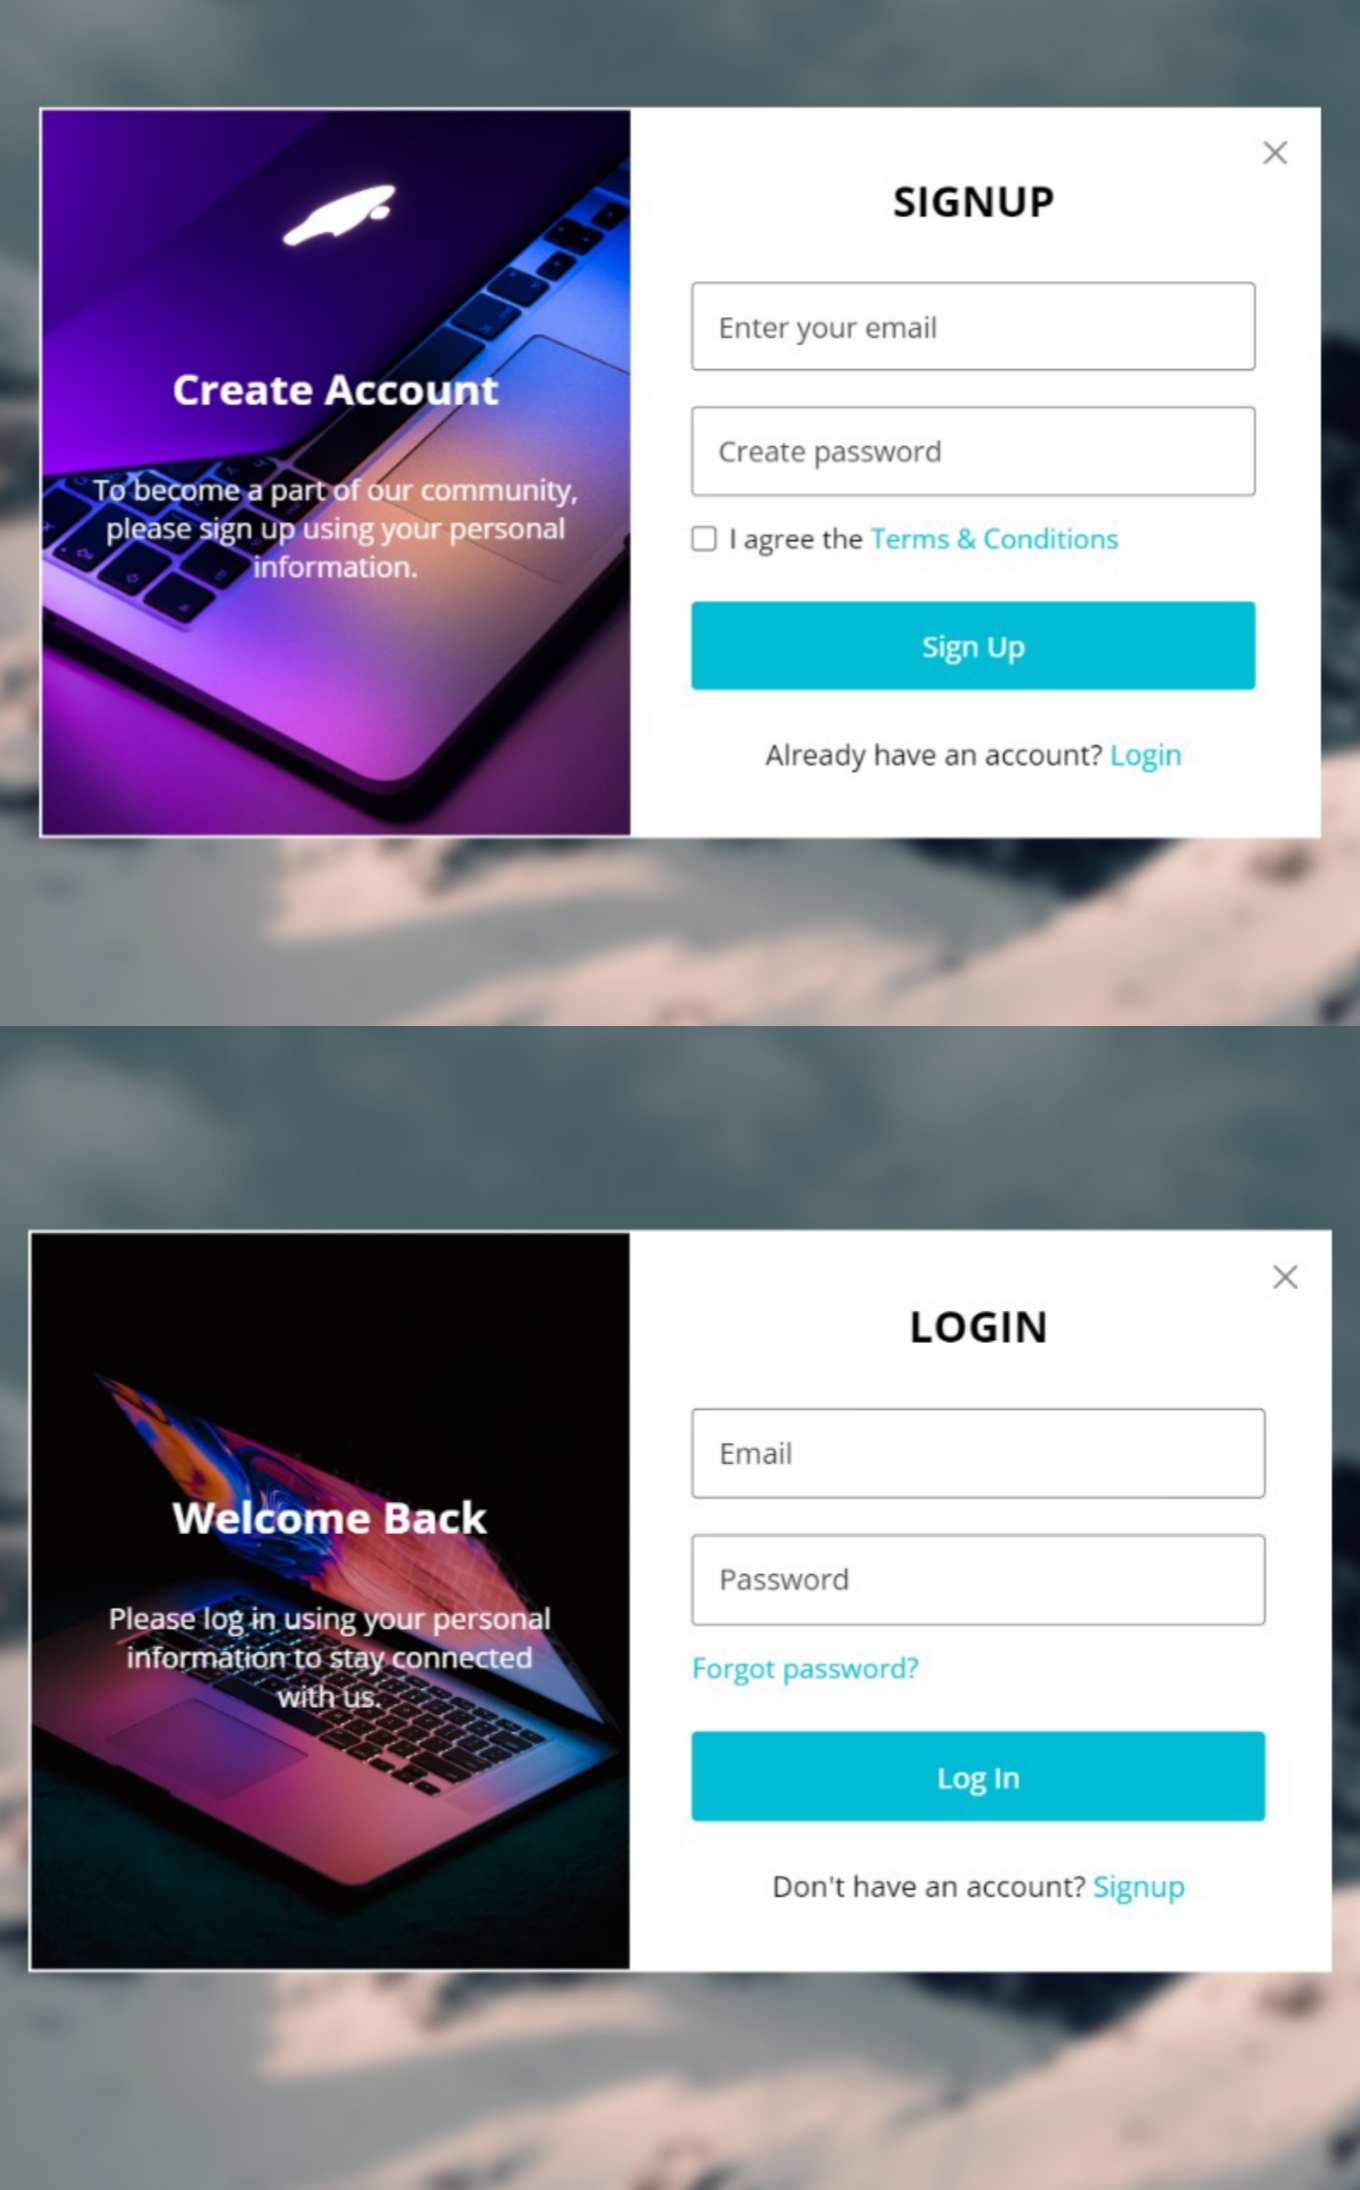 SIGNUP
Create Account
To become a part of our community,
please sign up using your personal
information.
Enter your email
Create password
I agree the Terms & Conditions
Sign Up
Already have an account? Login
LOGIN
Welcome Back
Please log in using your personal
information to stay connected
with us.
Email
Password
Forgot password?
Log In
Don't have an account? Signup